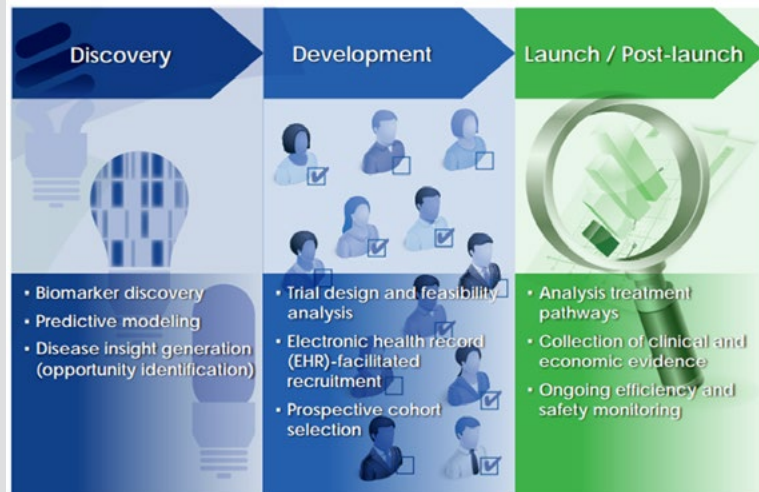 Discovery
Development
Launch / Post-launch
• Biomarker discovery
• Predictive modeling
• Disease insight generation
(opportunity identification)
• Trial design and feasibility
analysis
• Electronic health record
(EHR)-facilitated
recruitment
• Prospective cohort
selection
• Analysis treatment
pathways
• Collection of clinical and
economic evidence
• Ongoing efficiency and
safety monitoring